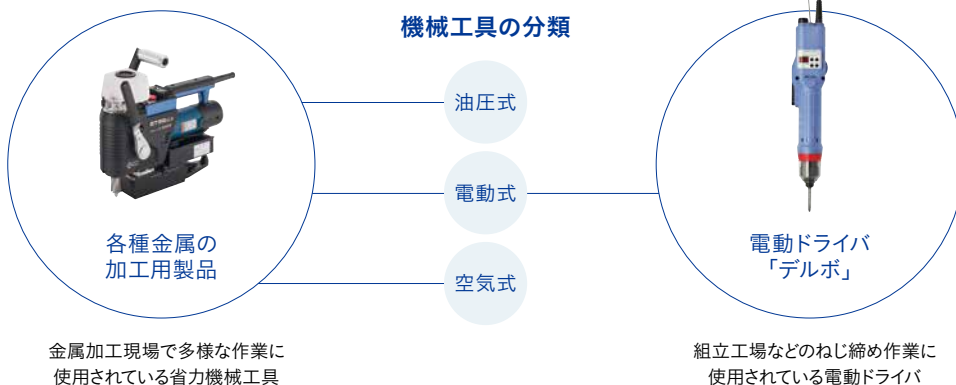 機械工具の分類
油圧式
電動式
空気式
各種金属の
加工用製品
電動ドライバ
「デルボ」
金属加工現場で多様な作業に
使用されている省力機械工具
組立工場などのねじ締め作業に
使用されている電動ドライバ